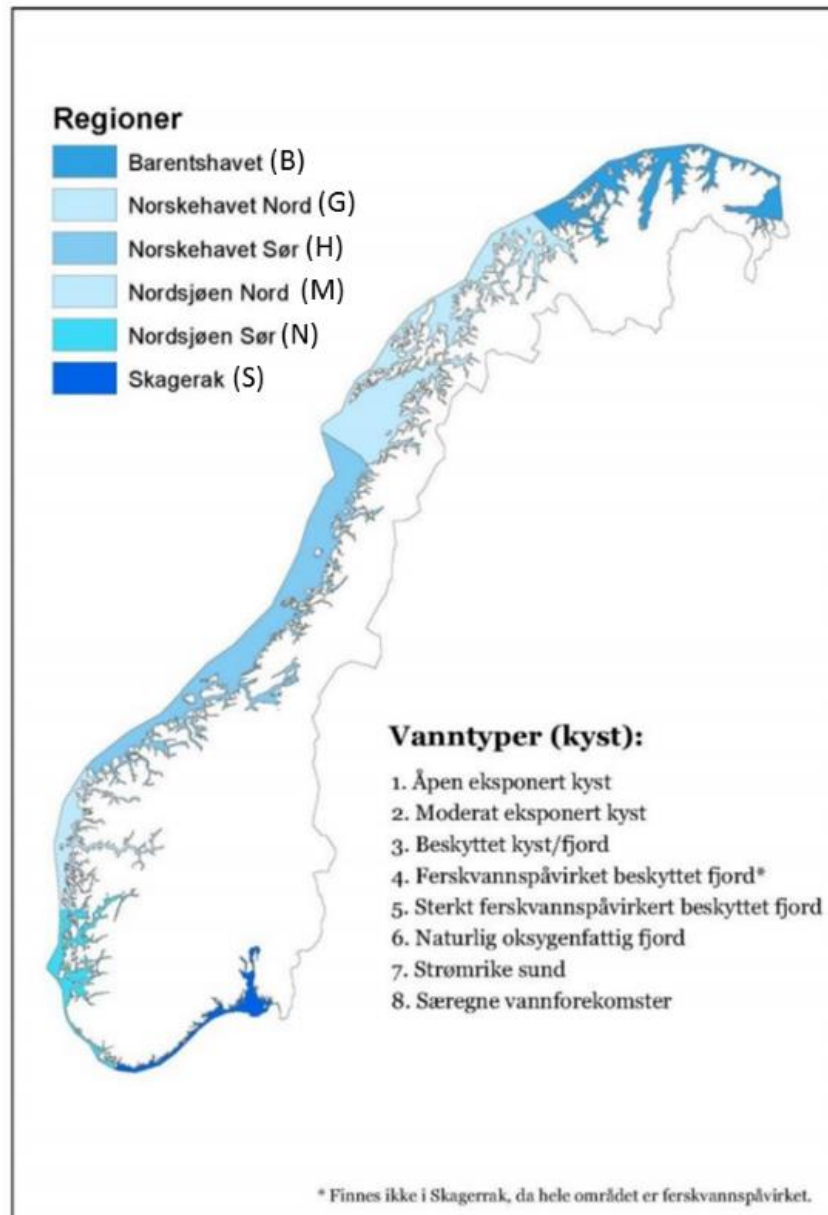 Regioner
Barentshavet (B)
Norskehavet Nord (G)
Norskehavet Sør (H)
Nordsjøen Nord (M)
Nordsjøen Sør (N)
Skagerak (S)
Vanntyper (kyst):
1. Åpen eksponert kyst
2. Moderat eksponert kyst
3. Beskyttet kyst/fjord
4. Ferskvannspåvirket beskyttet fjord*
5. Sterkt ferskvannspåvirkert beskyttet fjord
6. Naturlig oksygenfattig fjord
7. Strømrike sund
8. Særegne vannforekomster
* Finnes ikke i Skagerrak, da hele området er ferskvannspåvirket.